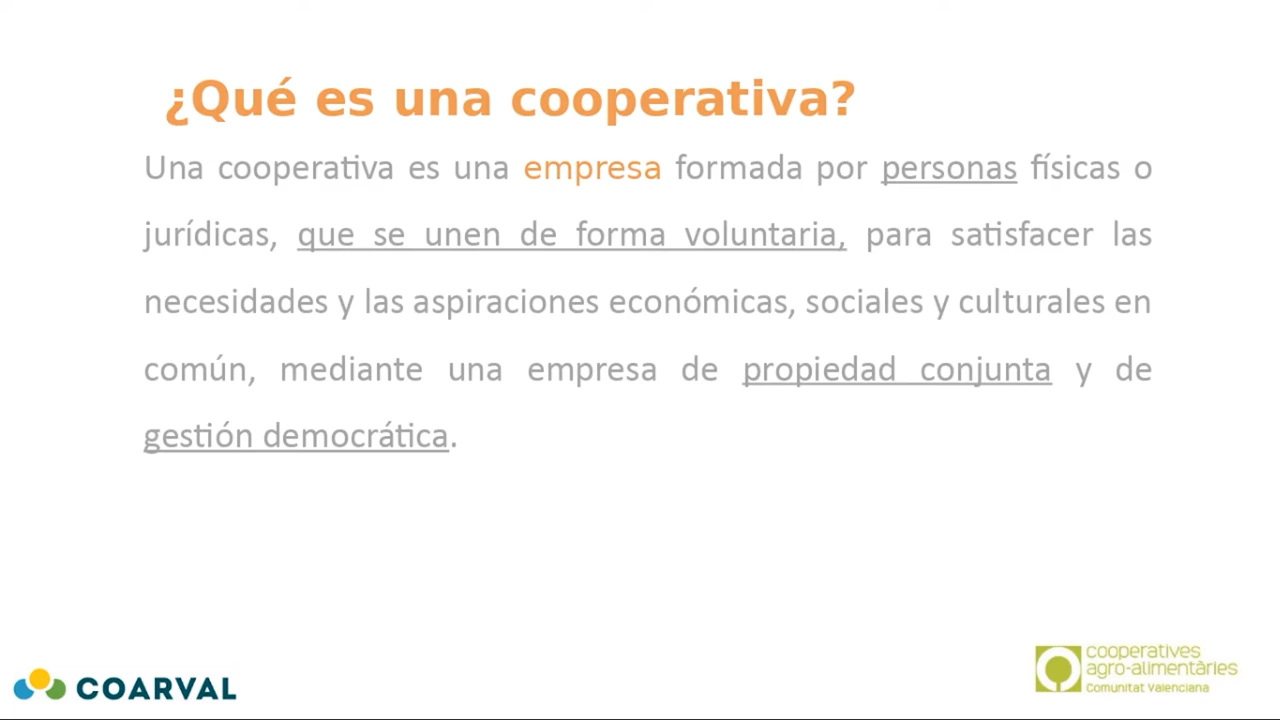 ¿Qué es una cooperativa?
Una cooperativa es una empresa formada por personas físicas o
jurídicas, que se unen de forma voluntaria, para satisfacer las
necesidades y las aspiraciones económicas, sociales y culturales en
común, mediante una empresa de propiedad conjunta y de
gestión democrática.
COARVAL
cooperatives
agro-alimentàries
Comunitat Valenciana